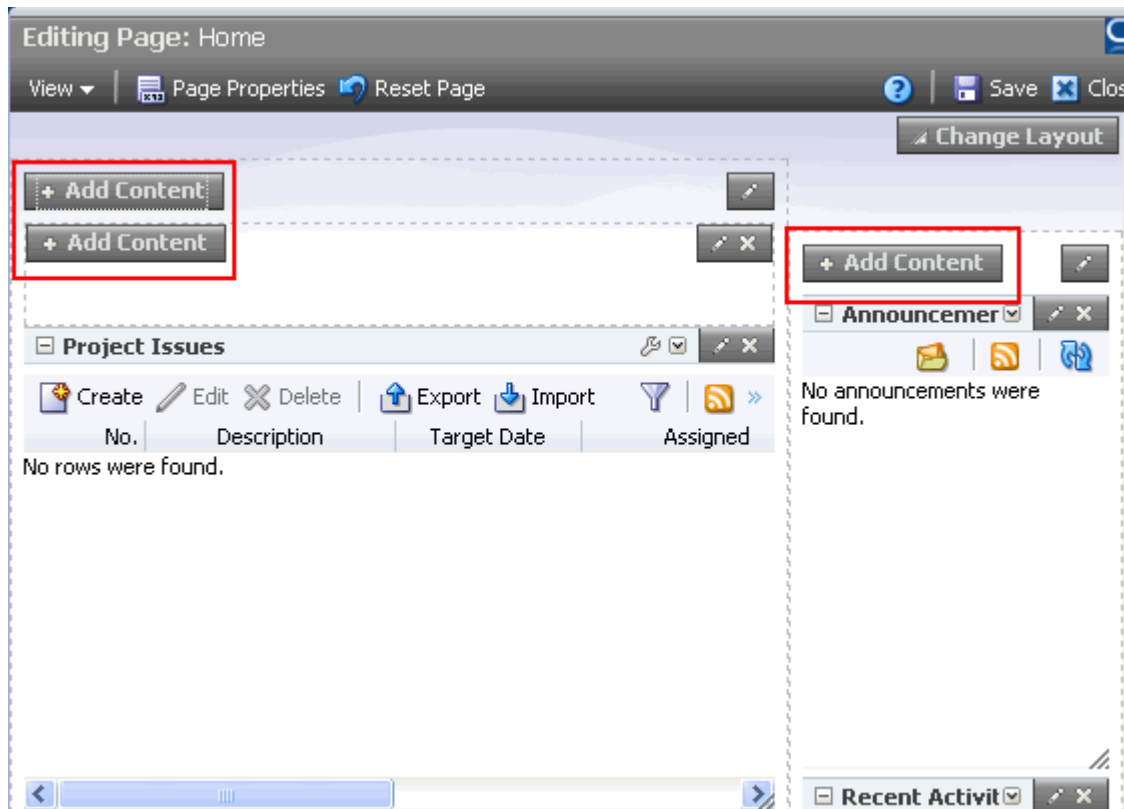 Editing Page: Home
View Page Properties Reset Page Save Clos
Change Layout
+ Add Content
+ Add Content
+ Add Content
Project Issues
Announcemer
Create Edit Delete Export Import »
No. Description Target Date Assigned
No rows were found.
No announcements were
found.
Recent Activit